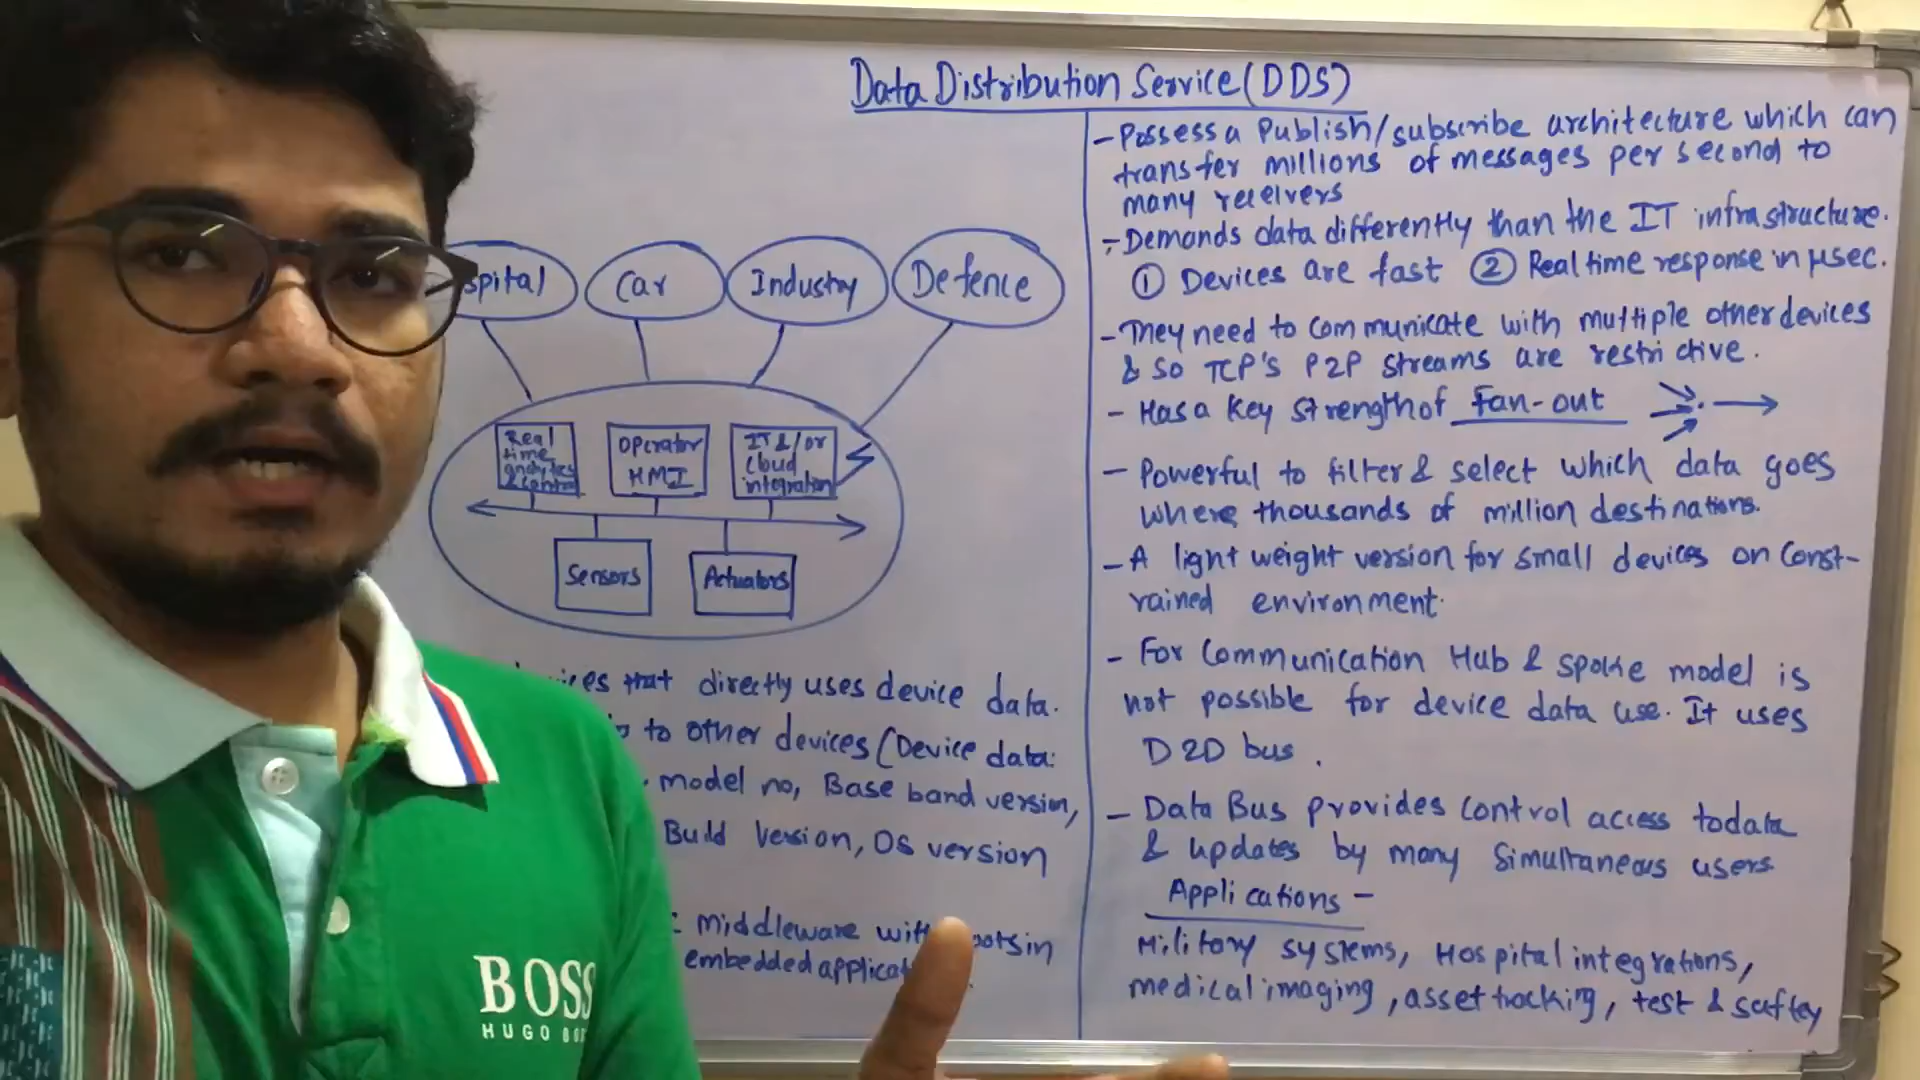 Data Distribution Service (DDS)
spital
Car
Industry
Defence
Real
time
analytics
& control
Operator
HMI
IT & /or
cloud
integration
Sensors
Actuators
ices that directly uses device data.
to other devices (Device data:
model no, Base band version,
Build Version, OS version
: middleware with
in
embedded applicat
- Possess a Publish/subscribe architecture which can
transfer millions of messages per second to
many receivers
- Demands data differently than the IT infrastructure.
① Devices are fast ② Real time response in μsec.
- They need to communicate with multiple other devices
& so TCP's P2P streams are restrictive.
- Has a key strength of Fan-out
- Powerful to filter & select which data goes
where, thousands of million destinations.
- A light weight version for small devices on const-
rained environment.
- For Communication Hub & spoke model is
not possible for device data use. It uses
D2D bus.
- Data Bus provides control access to data
& updates by many simultaneous users.
Applications -
Military systems, Hospital integrations,
medical imaging, asset tracking, test & saftey
BOSS
HUGO BO